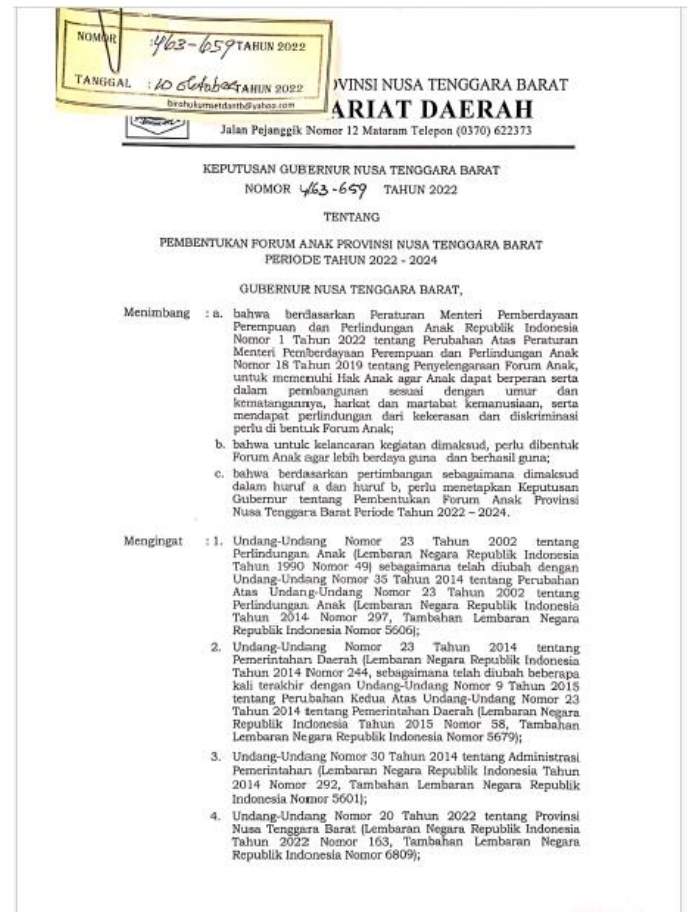 NOMOR : 463-659 TAHUN 2022
TANGGAL : 10 Oktober TAHUN 2022
birohukumsetdantb@yahoo.com
OVINSI NUSA TENGGARA BARAT
ARIAT DAERAH
Jalan Pejanggik Nomor 12 Mataram Telepon (0370) 622373
KEPUTUSAN GUBERNUR NUSA TENGGARA BARAT
NOMOR 463-659 TAHUN 2022
TENTANG
PEMBENTUKAN FORUM ANAK PROVINSI NUSA TENGGARA BARAT
PERIODE TAHUN 2022 - 2024
GUBERNUR NUSA TENGGARA BARAT,
Menimbang : a. bahwa berdasarkan Peraturan Menteri Pemberdayaan
Perempuan dan Perlindungan Anak Republik Indonesia
Nomor 1 Tahun 2022 tentang Perubahan Atas Peraturan
Menteri Pemberdayaan Perempuan dan Perlindungan Anak
Nomor 18 Tahun 2019 tentang Penyelengaraan Forum Anak,
untuk memenuhi Hak Anak agar Anak dapat berperan serta
dalam pembangunan sesuai dengan umur dan
kematangannya, harkat dan martabat kemanusiaan, serta
mendapat perlindungan dari kekerasan dan diskriminasi
perlu di bentuk Forum Anak;
b. bahwa untuk kelancaran kegiatan dimaksud, perlu dibentuk
Forum Anak agar lebih berdaya guna dan berhasil guna;
c. bahwa berdasarkan pertimbangan sebagaimana dimaksud
dalam huruf a dan huruf b, perlu menetapkan Keputusan
Gubernur tentang Pembentukan Forum Anak Provinsi
Nusa Tenggara Barat Periode Tahun 2022 – 2024.
Mengingat : 1. Undang-Undang Nomor 23 Tahun 2002 tentang
Perlindungan Anak (Lembaran Negara Republik Indonesia
Tahun 1990 Nomor 49) sebagaimana telah diubah dengan
Undang-Undang Nomor 35 Tahun 2014 tentang Perubahan
Atas Undang-Undang Nomor 23 Tahun 2002 tentang
Perlindungan Anak (Lembaran Negara Republik Indonesia
Tahun 2014 Nomor 297, Tambahan Lembaran Negara
Republik Indonesia Nomor 5606);
2. Undang-Undang Nomor 23 Tahun 2014 tentang
Pemerintahan Daerah (Lembaran Negara Republik Indonesia
Tahun 2014 Nomor 244, sebagaimana telah diubah beberapa
kali terakhir dengan Undang-Undang Nomor 9 Tahun 2015
tentang Perubahan Kedua Atas Undang-Undang Nomor 23
Tahun 2014 tentang Pemerintahan Daerah (Lembaran Negara
Republik Indonesia Tahun 2015 Nomor 58, Tambahan
Lembaran Negara Republik Indonesia Nomor 5679);
3. Undang-Undang Nomor 30 Tahun 2014 tentang Administrasi
Pemerintahan (Lembaran Negara Republik Indonesia Tahun
2014 Nomor 292, Tambahan Lembaran Negara Republik
Indonesia Nomor 5601);
4. Undang-Undang Nomor 20 Tahun 2022 tentang Provinsi
Nusa Tenggara Barat (Lembaran Negara Republik Indonesia
Tahun 2022 Nomor 163, Tambahan Lembaran Negara
Republik Indonesia Nomor 6809);